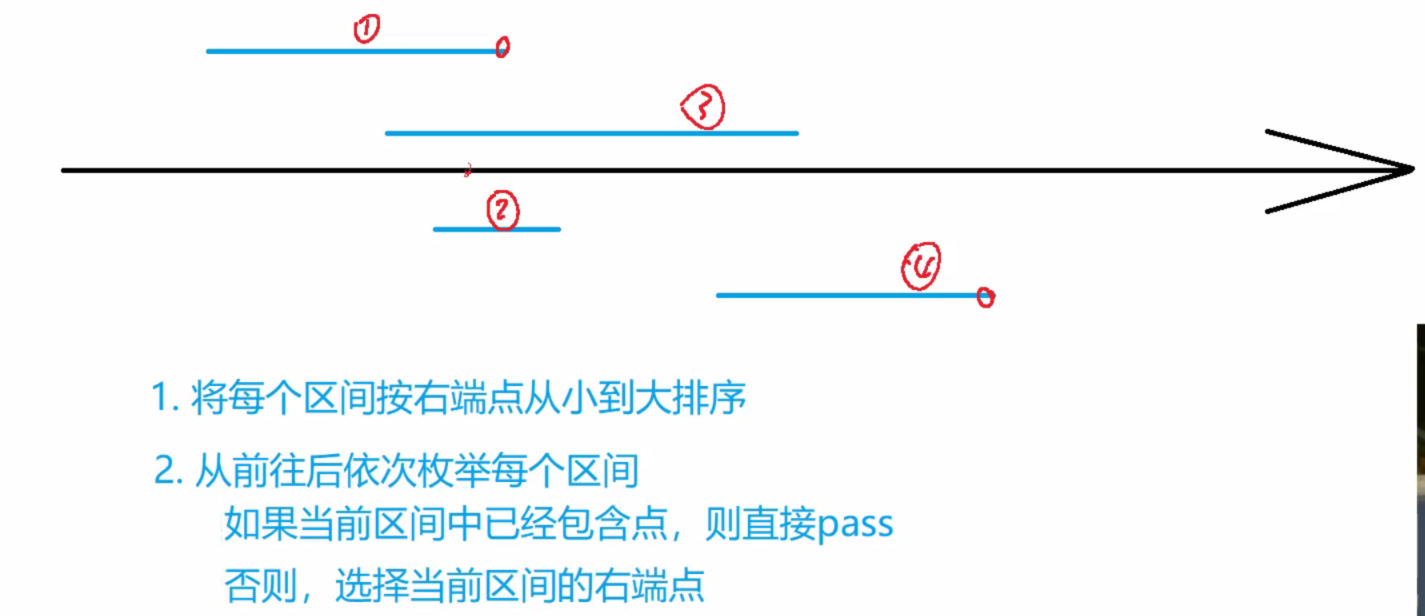 ①
③
②
④
1. 将每个区间按右端点从小到大排序
2. 从前往后依次枚举每个区间
如果当前区间中已经包含点，则直接pass
否则，选择当前区间的右端点